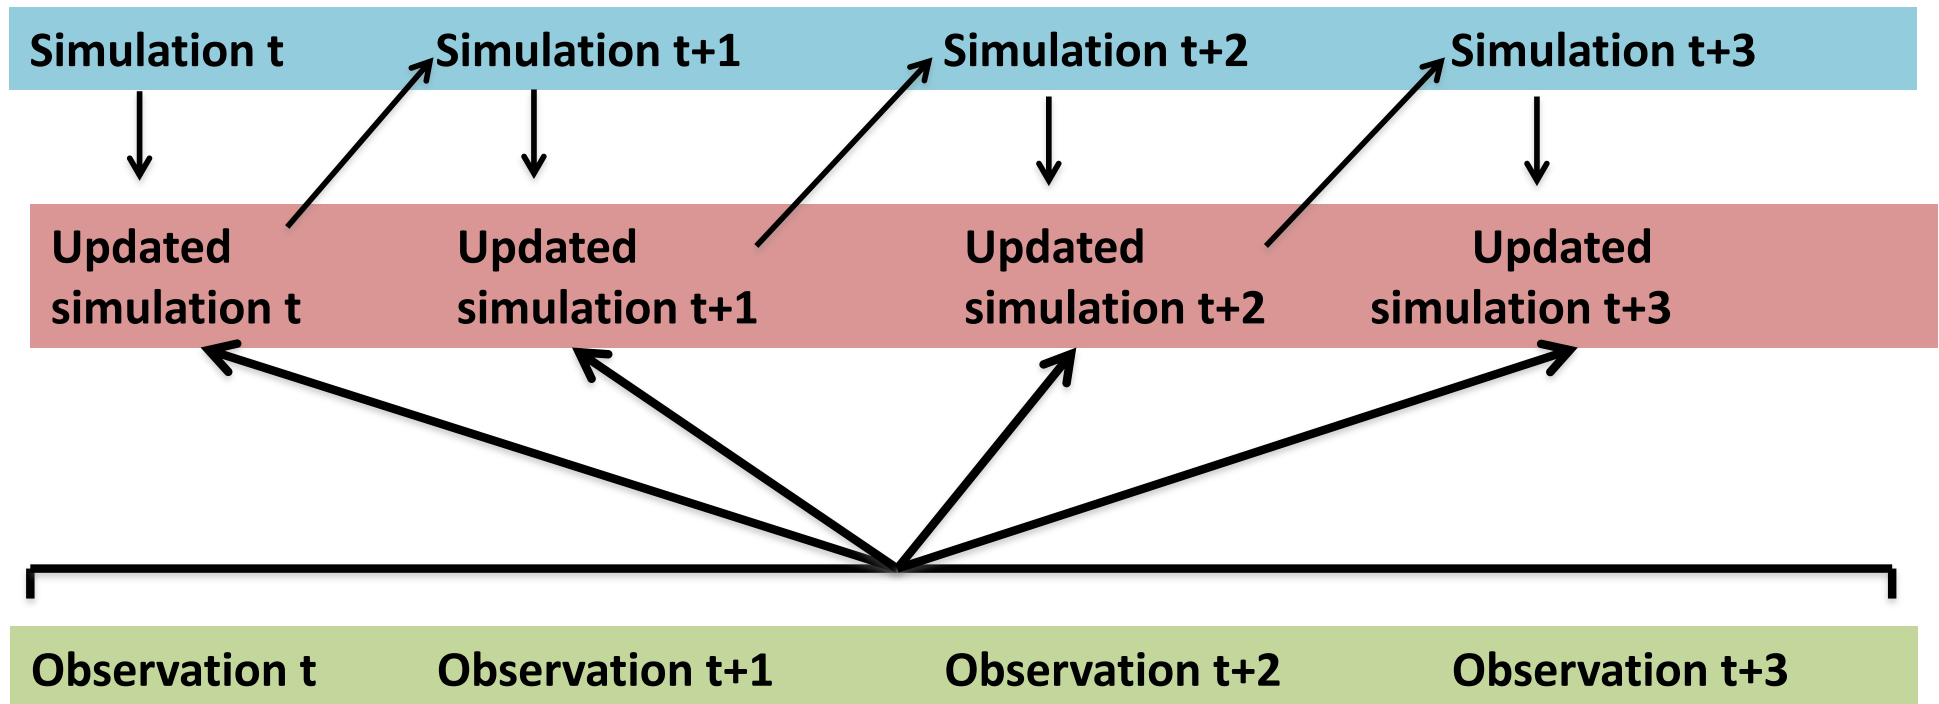 Simulation t Simulation t+1 Simulation t+2 Simulation t+3
Updated Updated Updated Updated
simulation t simulation t+1 simulation t+2 simulation t+3
Observation t Observation t+1 Observation t+2 Observation t+3